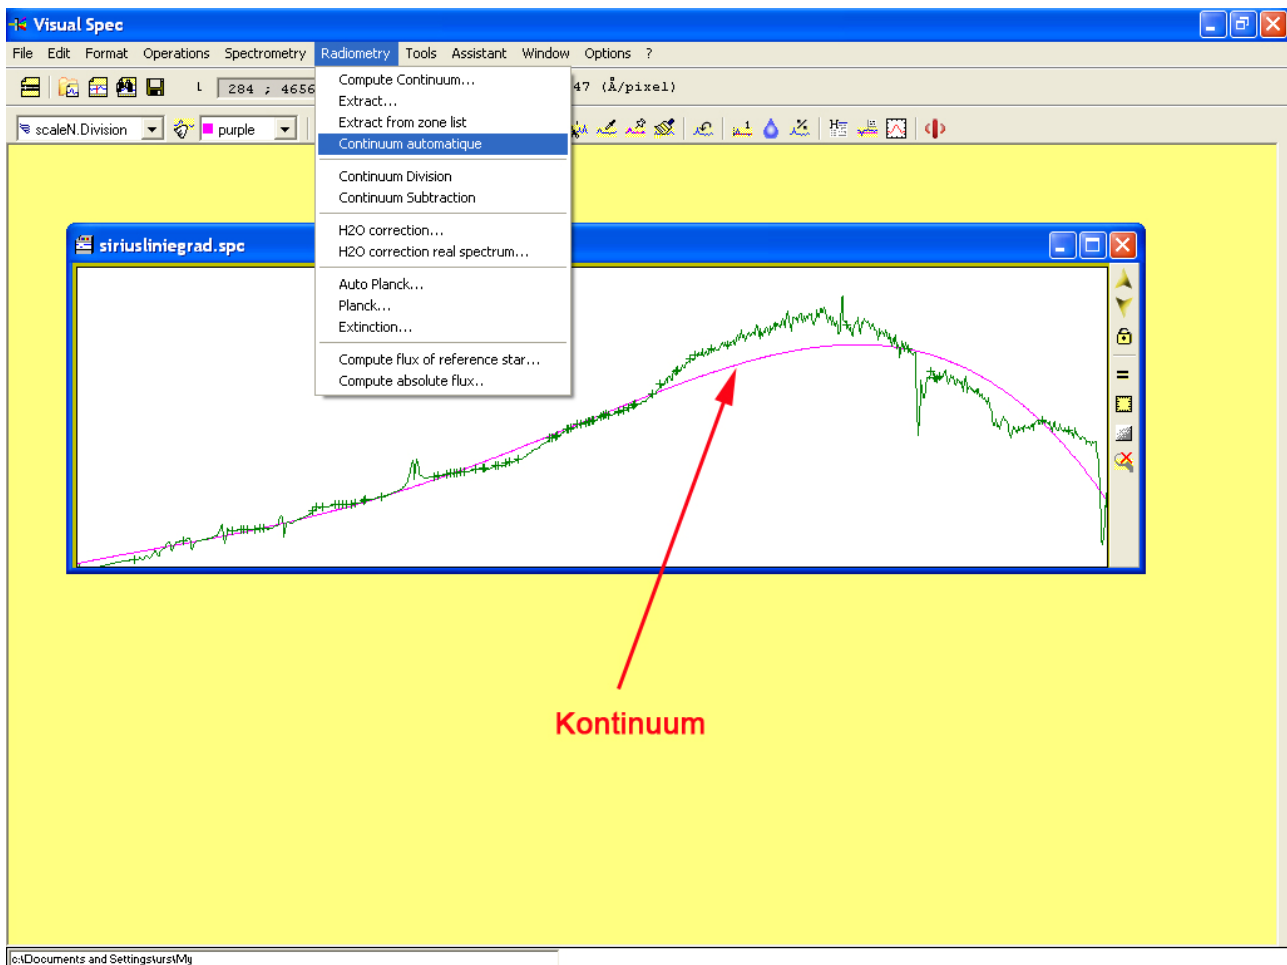 Visual Spec
File Edit Format Operations Spectrometry Radiometry Tools Assistant Window Options ?
L 284 ; 4656 47 (Å/pixel)
scaleN.Division purple
Compute Continuum...
Extract...
Extract from zone list
Continuum automatique
Continuum Division
Continuum Subtraction
H2O correction...
H2O correction real spectrum...
Auto Planck...
Planck...
Extinction...
Compute flux of reference star...
Compute absolute flux..
siriusliniegrad.spc
Kontinuum
c:\Documents and Settings\urs\My